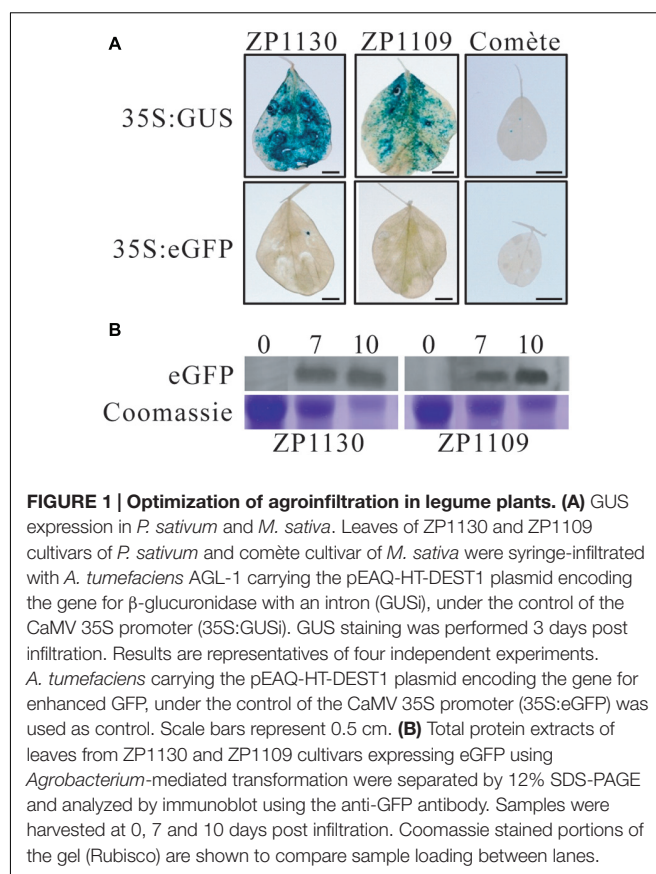 A
ZP1130 ZP1109 Comète
35S:GUS
35S:eGFP
B
0 7 10 0 7 10
eGFP
Coomassie
ZP1130 ZP1109
FIGURE 1 | Optimization of agroinfiltration in legume plants. (A) GUS
expression in P. sativum and M. sativa. Leaves of ZP1130 and ZP1109
cultivars of P. sativum and comète cultivar of M. sativa were syringe-infiltrated
with A. tumefaciens AGL-1 carrying the pEAQ-HT-DEST1 plasmid encoding
the gene for β-glucuronidase with an intron (GUSi), under the control of the
CaMV 35S promoter (35S:GUSi). GUS staining was performed 3 days post
infiltration. Results are representatives of four independent experiments.
A. tumefaciens carrying the pEAQ-HT-DEST1 plasmid encoding the gene for
enhanced GFP, under the control of the CaMV 35S promoter (35S:eGFP) was
used as control. Scale bars represent 0.5 cm. (B) Total protein extracts of
leaves from ZP1130 and ZP1109 cultivars expressing eGFP using
Agrobacterium-mediated transformation were separated by 12% SDS-PAGE
and analyzed by immunoblot using the anti-GFP antibody. Samples were
harvested at 0, 7 and 10 days post infiltration. Coomassie stained portions of
the gel (Rubisco) are shown to compare sample loading between lanes.